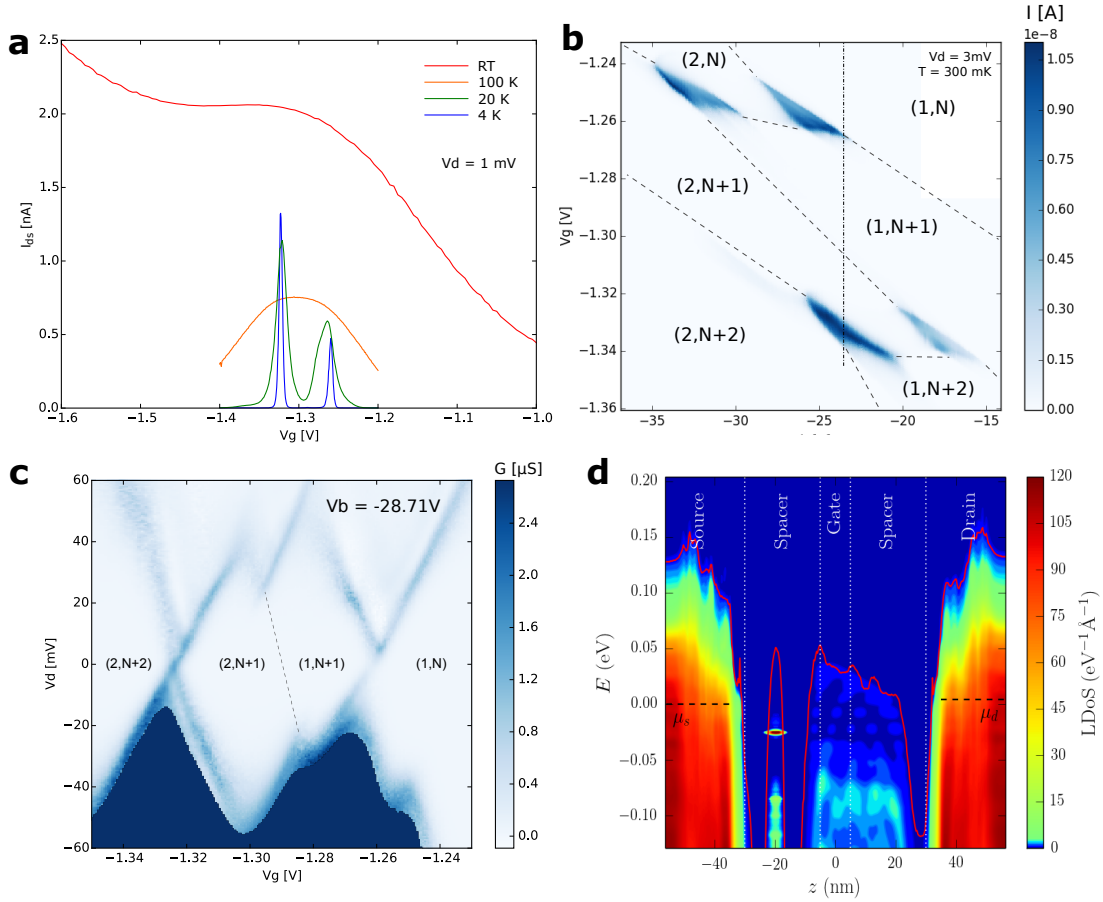 a
2.5
2.0
1.5
1.0
0.5
0.0
I_ds [nA]
RT
100 K
20 K
4 K
Vd = 1 mV
−1.6 −1.5 −1.4 −1.3 −1.2 −1.1 −1.0
Vg [V]
b
−1.24
−1.26
−1.28
−1.30
−1.32
−1.34
−1.36
Vg [V]
Vd = 3mV
T = 300 mK
(2,N)
(1,N)
(2,N+1)
(1,N+1)
(2,N+2)
(1,N+2)
−35 −30 −25 −20 −15
I [A]
1e-8
1.05
0.90
0.75
0.60
0.45
0.30
0.15
0.00
c
60
40
20
0
−20
−40
−60
Vd [mV]
Vb = -28.71V
(2,N+2) (2,N+1) (1,N+1) (1,N)
−1.34 −1.32 −1.30 −1.28 −1.26 −1.24
Vg [V]
G [µS]
2.4
2.0
1.6
1.2
0.8
0.4
0.0
d
0.20
0.15
0.10
0.05
0.00
−0.05
−0.10
E (eV)
Source
Spacer
Gate
Spacer
Drain
μ_s
μ_d
−40 −20 0 20 40
z (nm)
120
105
90
75
60
45
30
15
0
LDoS (eV⁻¹Å⁻¹)